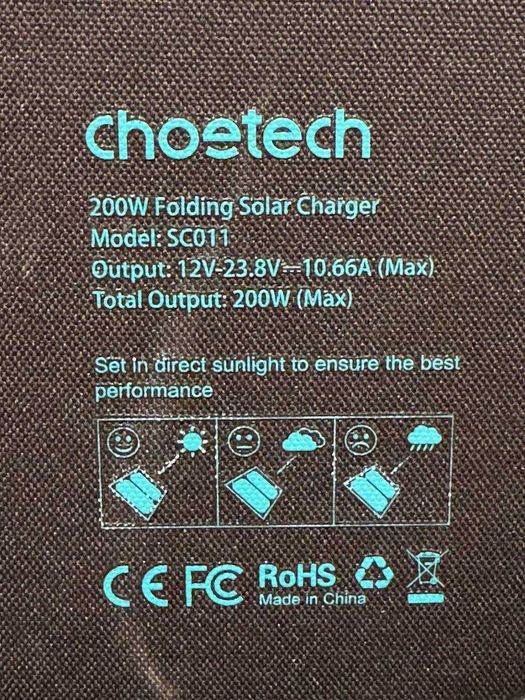 choetech
200W Folding Solar Charger
Model: SC011
Output: 12V-23.8V⎓10.66A (Max)
Total Output: 200W (Max)
Set in direct sunlight to ensure the best
performance
CE FC RoHS
Made in China